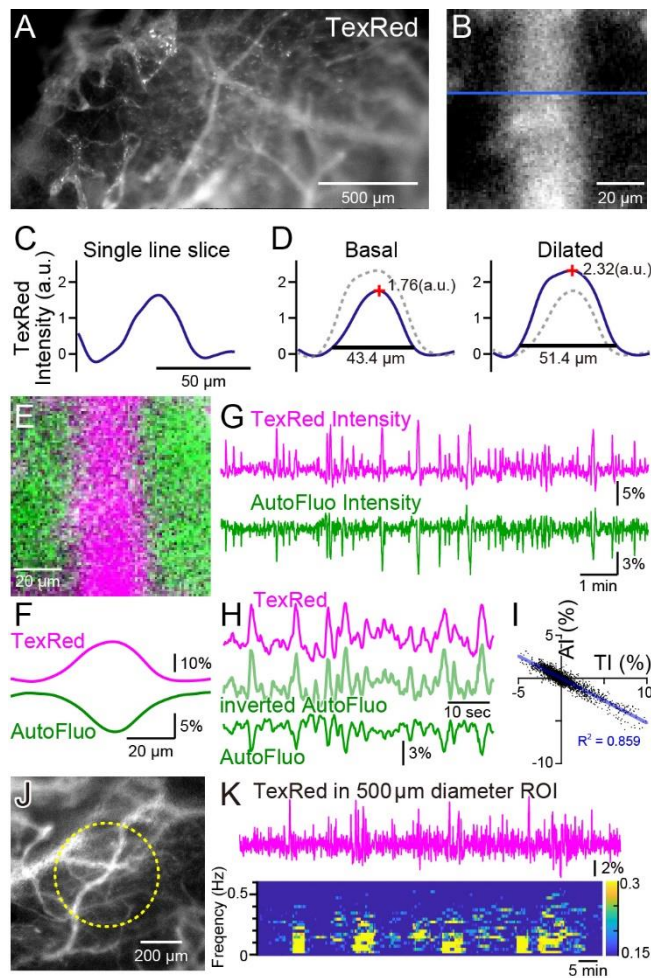 A
TexRed
500 µm
B
20 µm
C
Single line slice
TexRed
Intensity (a.u.)
2
1
0
50 µm
D
Basal
2
1
0
1.76(a.u.)
43.4 µm
Dilated
2
1
0
2.32(a.u.)
51.4 µm
E
20 µm
F
TexRed
10%
AutoFluo
5%
20 µm
G
TexRed Intensity
5%
AutoFluo Intensity
3%
1 min
H
TexRed
inverted AutoFluo
10 sec
AutoFluo
3%
I
AI (%)
5
TI (%)
-5
10
-10
R² = 0.859
J
200 µm
K
TexRed in 500µm diameter ROI
2%
Freqency (Hz)
0.5
0
0.3
0.15
5 min